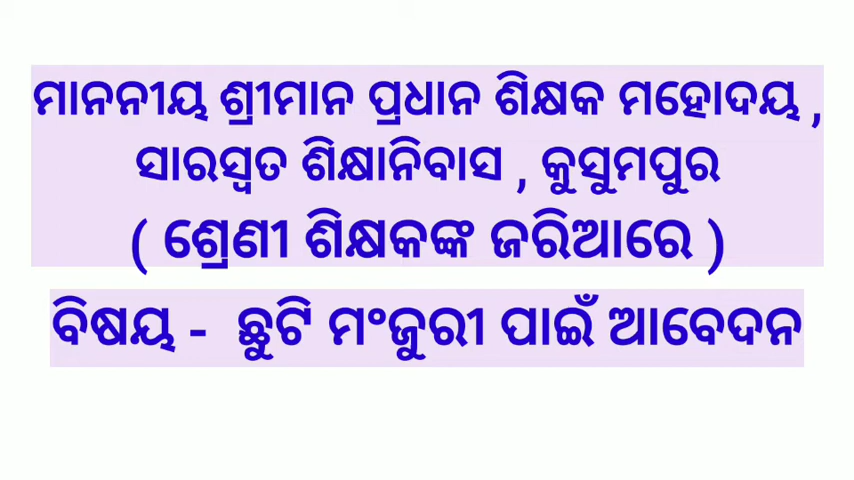 ମାନନୀୟ ଶ୍ରୀମାନ ପ୍ରଧାନ ଶିକ୍ଷକ ମହୋଦୟ ,
ସାରସ୍ୱତ ଶିକ୍ଷାନିବାସ , କୁସୁମପୁର
( ଶ୍ରେଣୀ ଶିକ୍ଷକଙ୍କ ଜରିଆରେ )
ବିଷୟ - ଛୁଟି ମଂଜୁରୀ ପାଇଁ ଆବେଦନ